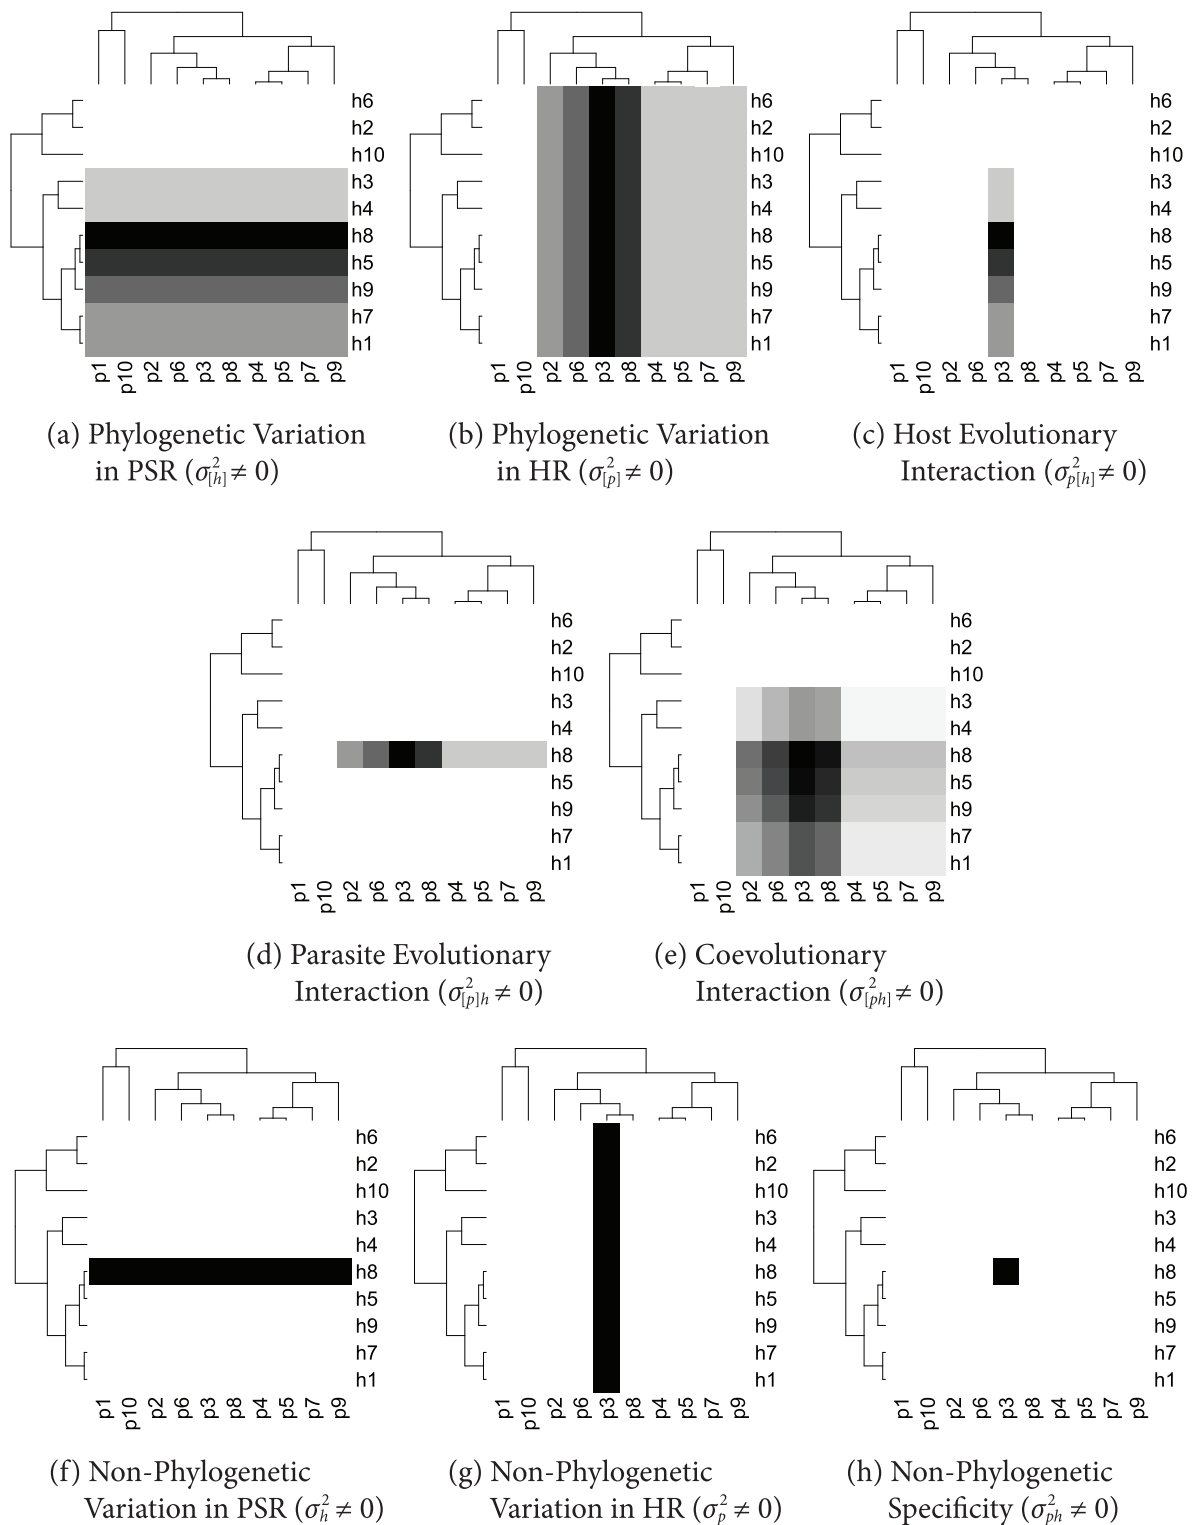 h6 h6 h6
h2 h2 h2
h10 h10 h10
h3 h3 h3
h4 h4 h4
h8 h8 h8
h5 h5 h5
h9 h9 h9
h7 h7 h7
h1 h1 h1
p1 p10 p2 p6 p3 p8 p4 p5 p7 p9 p1 p10 p2 p6 p3 p8 p4 p5 p7 p9 p1 p10 p2 p6 p3 p8 p4 p5 p7 p9
(a) Phylogenetic Variation
in PSR (σ²[h] ≠ 0)
(b) Phylogenetic Variation
in HR (σ²[p] ≠ 0)
(c) Host Evolutionary
Interaction (σ²p[h] ≠ 0)
h6 h6
h2 h2
h10 h10
h3 h3
h4 h4
h8 h8
h5 h5
h9 h9
h7 h7
h1 h1
p1 p10 p2 p6 p3 p8 p4 p5 p7 p9 p1 p10 p2 p6 p3 p8 p4 p5 p7 p9
(d) Parasite Evolutionary
Interaction (σ²[p]h ≠ 0)
(e) Coevolutionary
Interaction (σ²[ph] ≠ 0)
h6 h6 h6
h2 h2 h2
h10 h10 h10
h3 h3 h3
h4 h4 h4
h8 h8 h8
h5 h5 h5
h9 h9 h9
h7 h7 h7
h1 h1 h1
p1 p10 p2 p6 p3 p8 p4 p5 p7 p9 p1 p10 p2 p6 p3 p8 p4 p5 p7 p9 p1 p10 p2 p6 p3 p8 p4 p5 p7 p9
(f) Non-Phylogenetic
Variation in PSR (σ²h ≠ 0)
(g) Non-Phylogenetic
Variation in HR (σ²p ≠ 0)
(h) Non-Phylogenetic
Specificity (σ²ph ≠ 0)